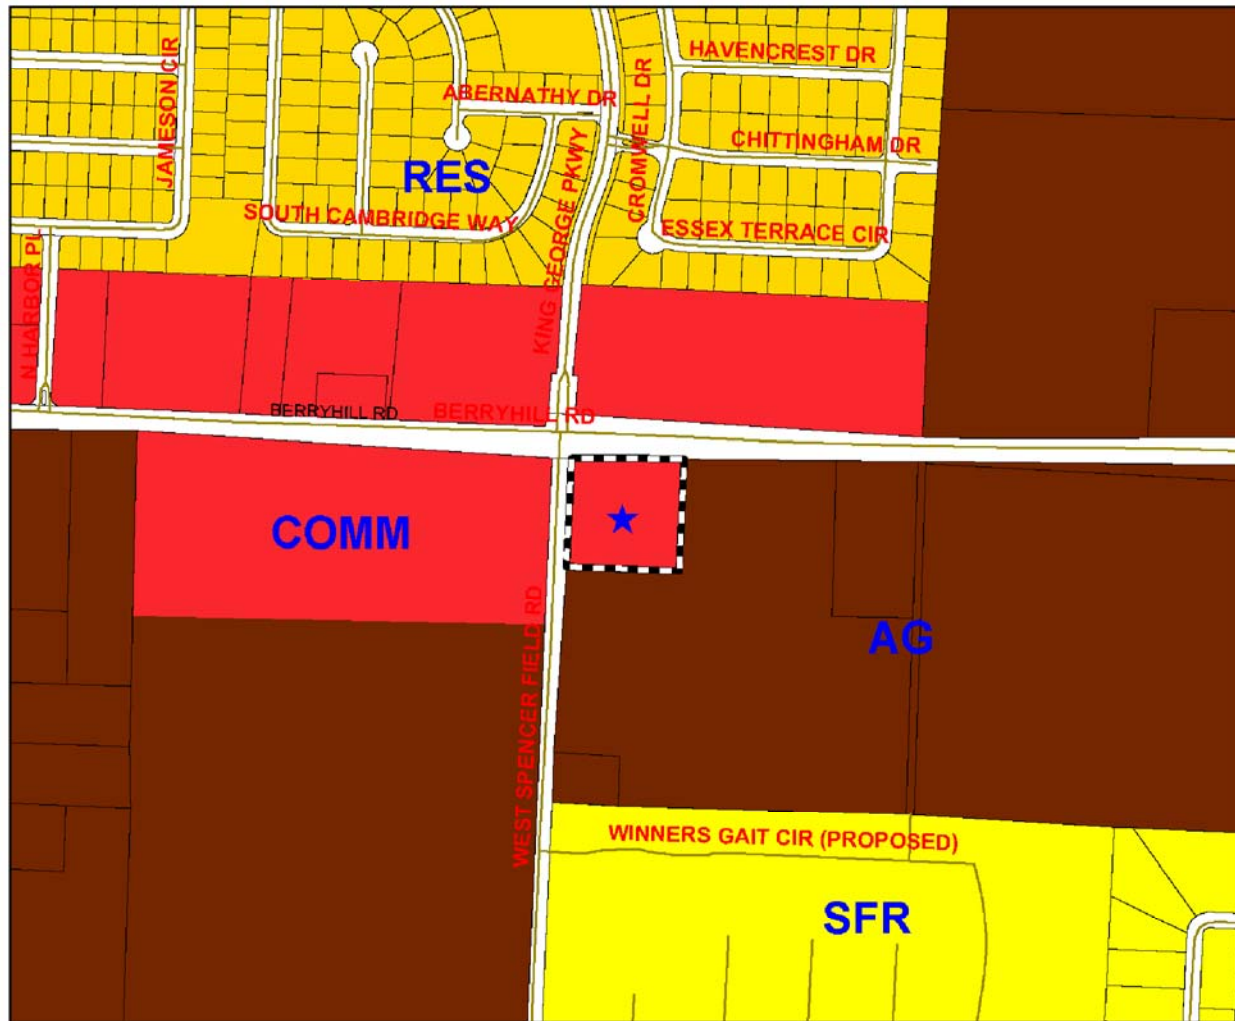 HAVENCREST DR
JAMESON CIR
ABERNATHY DR
CROMWELL DR
CHITTINGHAM DR
RES
KING GEORGE PKWY
SOUTH CAMBRIDGE WAY
ESSEX TERRACE CIR
N HARBOR PL
BERRYHILL RD
BERRYHILL RD
COMM
WEST SPENCER FIELD RD
AG
WINNERS GAIT CIR (PROPOSED)
SFR